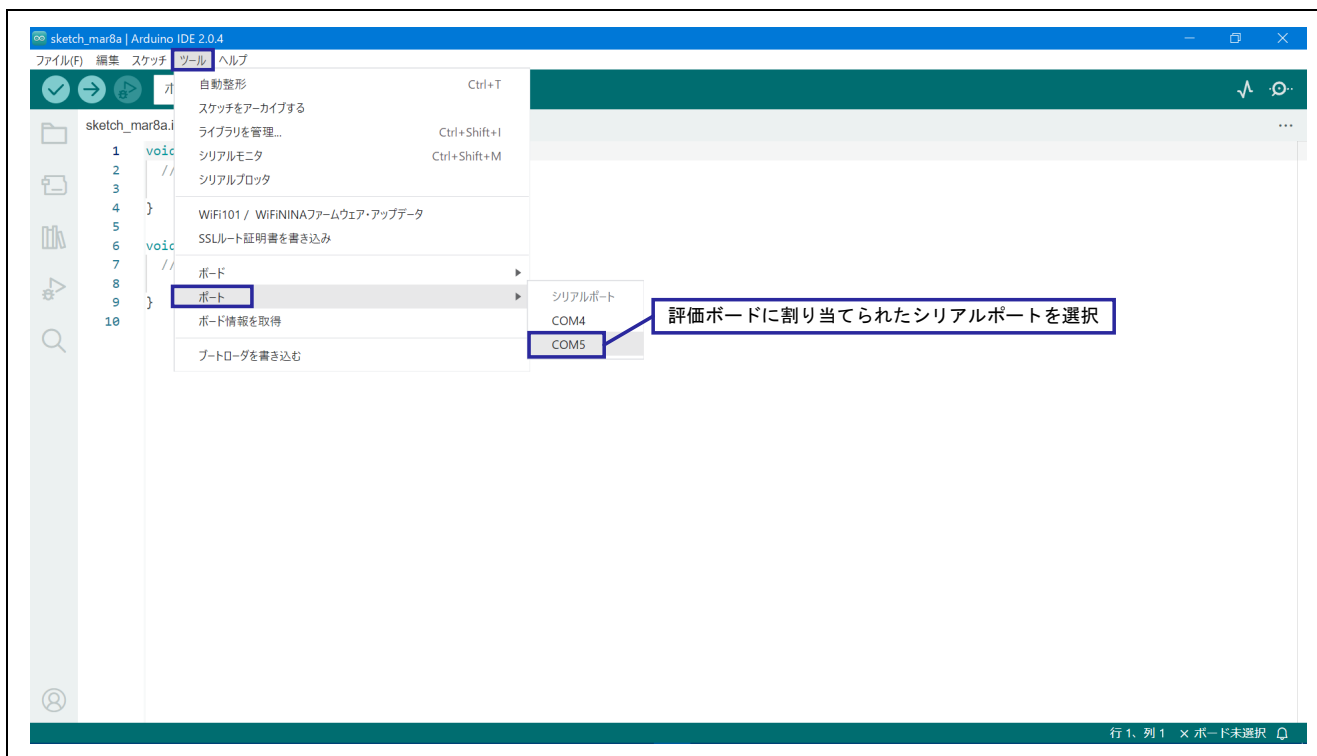 sketch_mar8a | Arduino IDE 2.0.4
ファイル(F) 編集 スケッチ ツール ヘルプ
自動整形 Ctrl+T
スケッチをアーカイブする
sketch_mar8a.i
ライブラリを管理... Ctrl+Shift+I
1 void
シリアルモニタ Ctrl+Shift+M
2 //
シリアルプロッタ
3
4 }
WiFi101 / WiFiNINAファームウェア・アップデータ
5
SSLルート証明書を書き込み
6 void
7 //
ボード
8
ポート シリアルポート
9 }
評価ボードに割り当てられたシリアルポートを選択
10
ボード情報を取得 COM4
COM5
ブートローダを書き込む
行 1、列 1 × ボード未選択